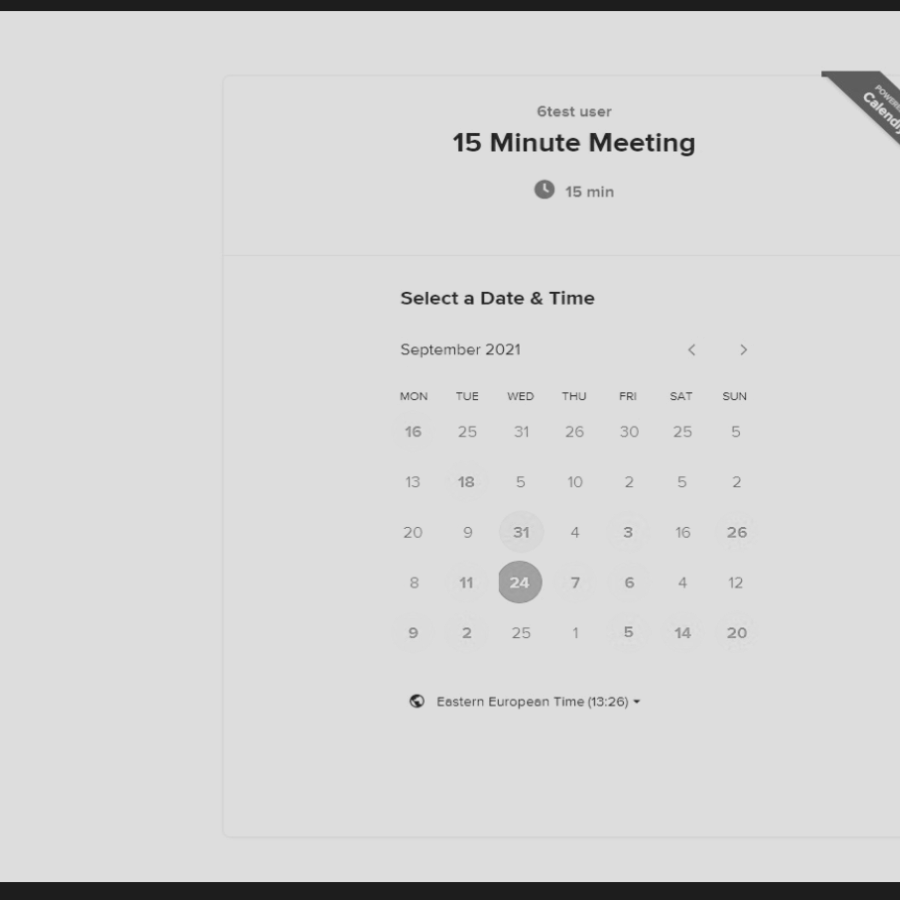 POWERED
Calendly
6test user
15 Minute Meeting
15 min
Select a Date & Time
September 2021
MON TUE WED THU FRI SAT SUN
16 25 31 26 30 25 5
13 18 5 10 2 5 2
20 9 31 4 3 16 26
8 11 24 7 6 4 12
9 2 25 1 5 14 20
Eastern European Time (13:26)